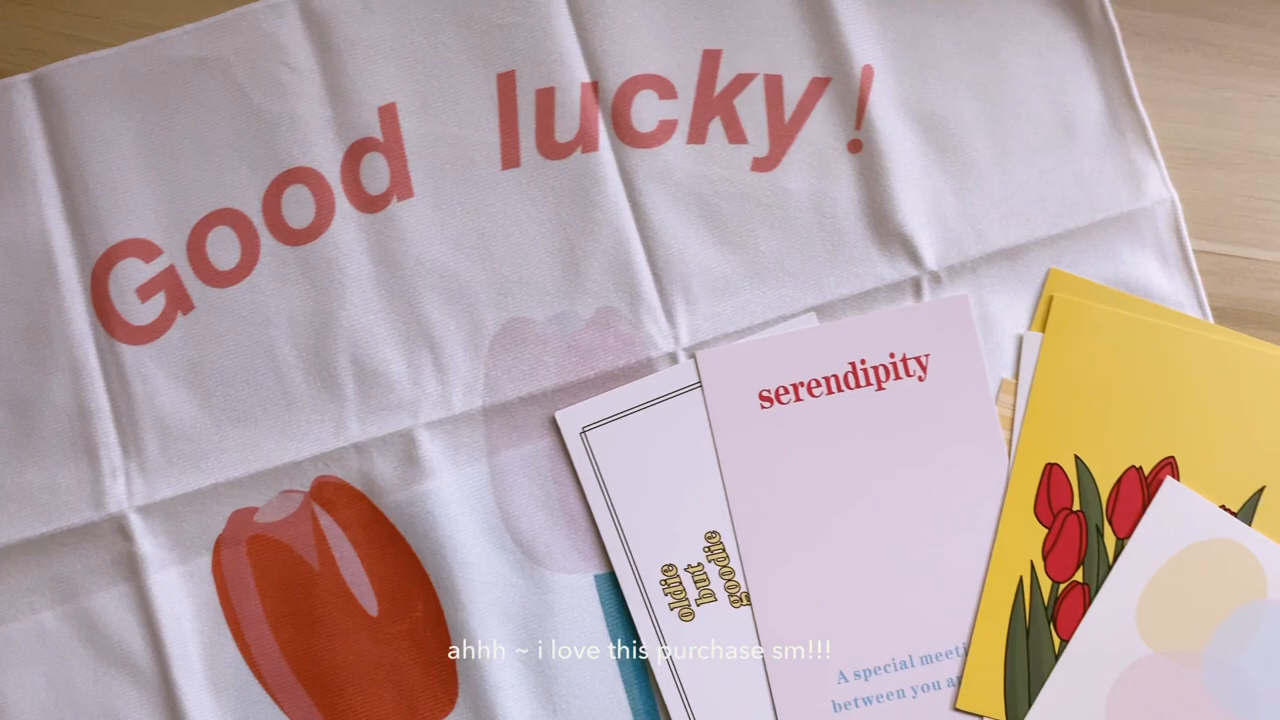 Good lucky!
serendipity
oldie
but
goodie
A special meeti
between you a
ahhh ~ i love this purchase sm!!!